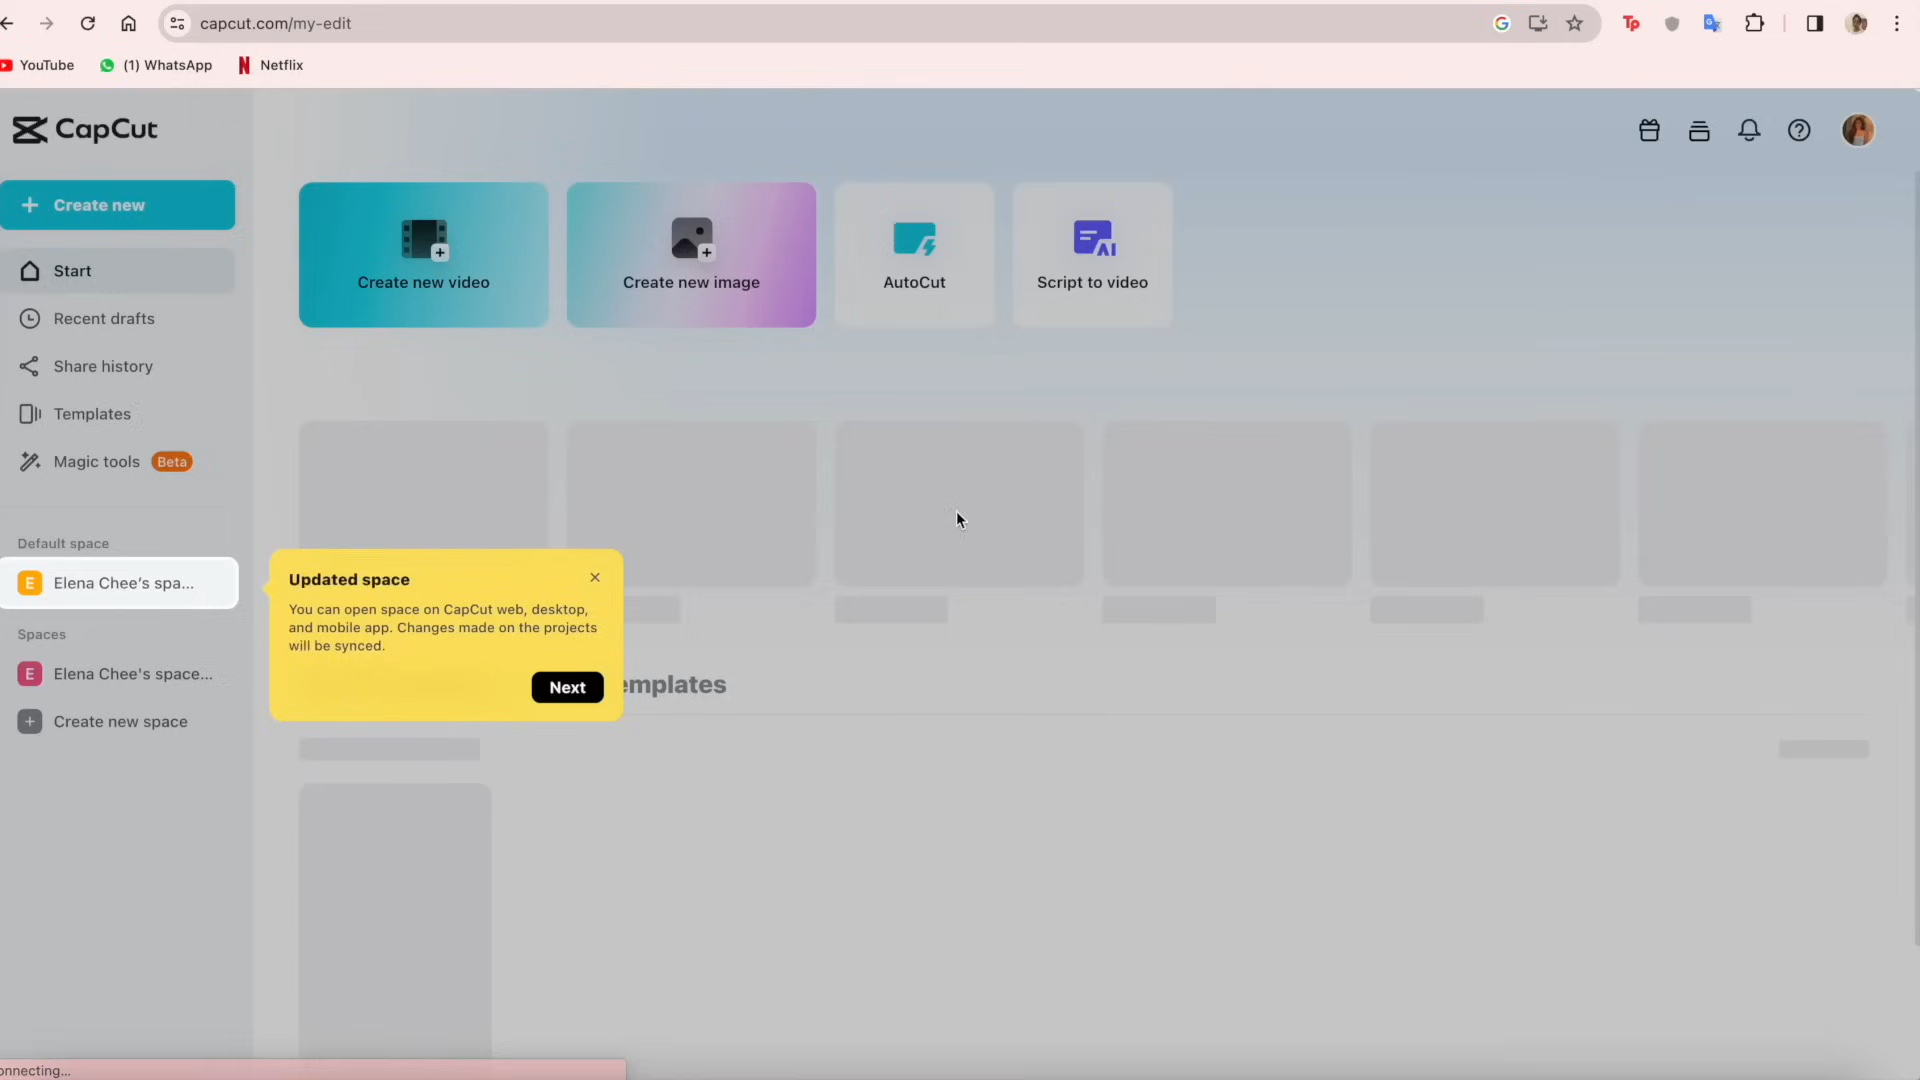 capcut.com/my-edit
YouTube
(1) WhatsApp
Netflix
CapCut
Create new
Start
Recent drafts
Share history
Templates
Magic tools Beta
Default space
E Elena Chee's spa...
Spaces
E Elena Chee's space...
Create new space
Create new video
Create new image
AutoCut
AI
Script to video
Updated space
You can open space on CapCut web, desktop,
and mobile app. Changes made on the projects
will be synced.
Next
emplates
onnecting...
Tp
G